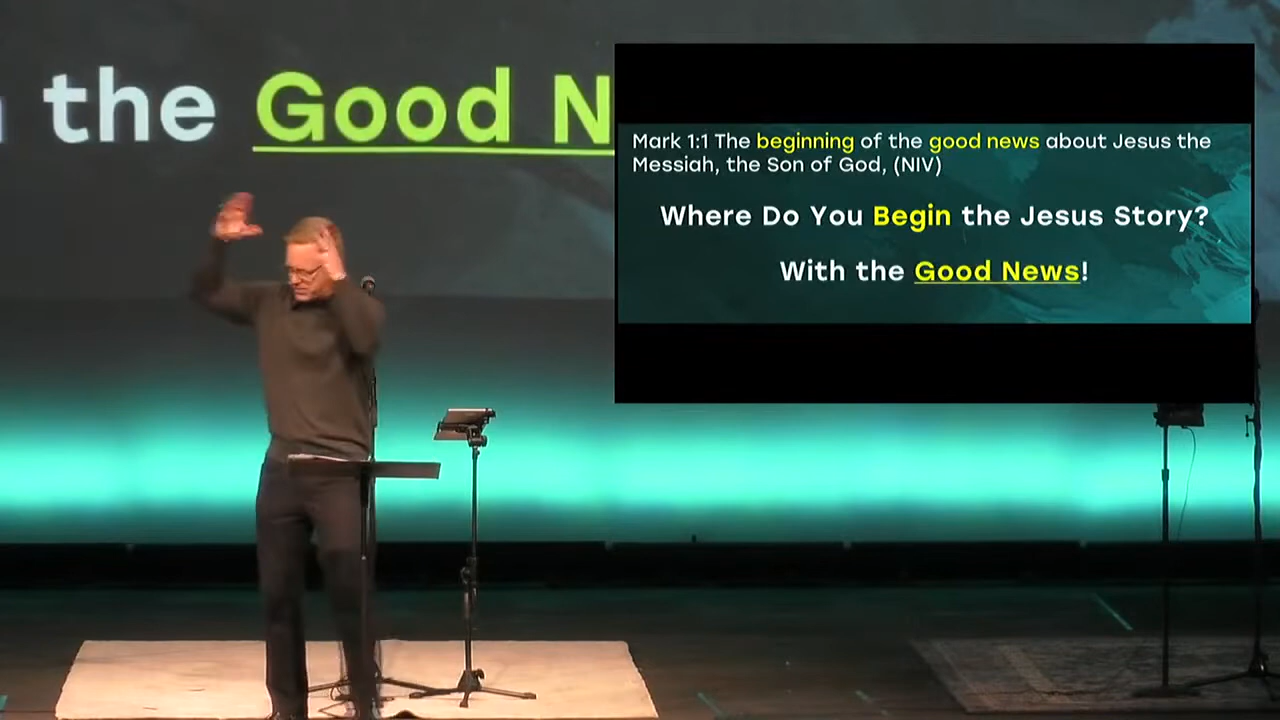 the Good N
Mark 1:1 The beginning of the good news about Jesus the
Messiah, the Son of God, (NIV)
Where Do You Begin the Jesus Story?
With the Good News!